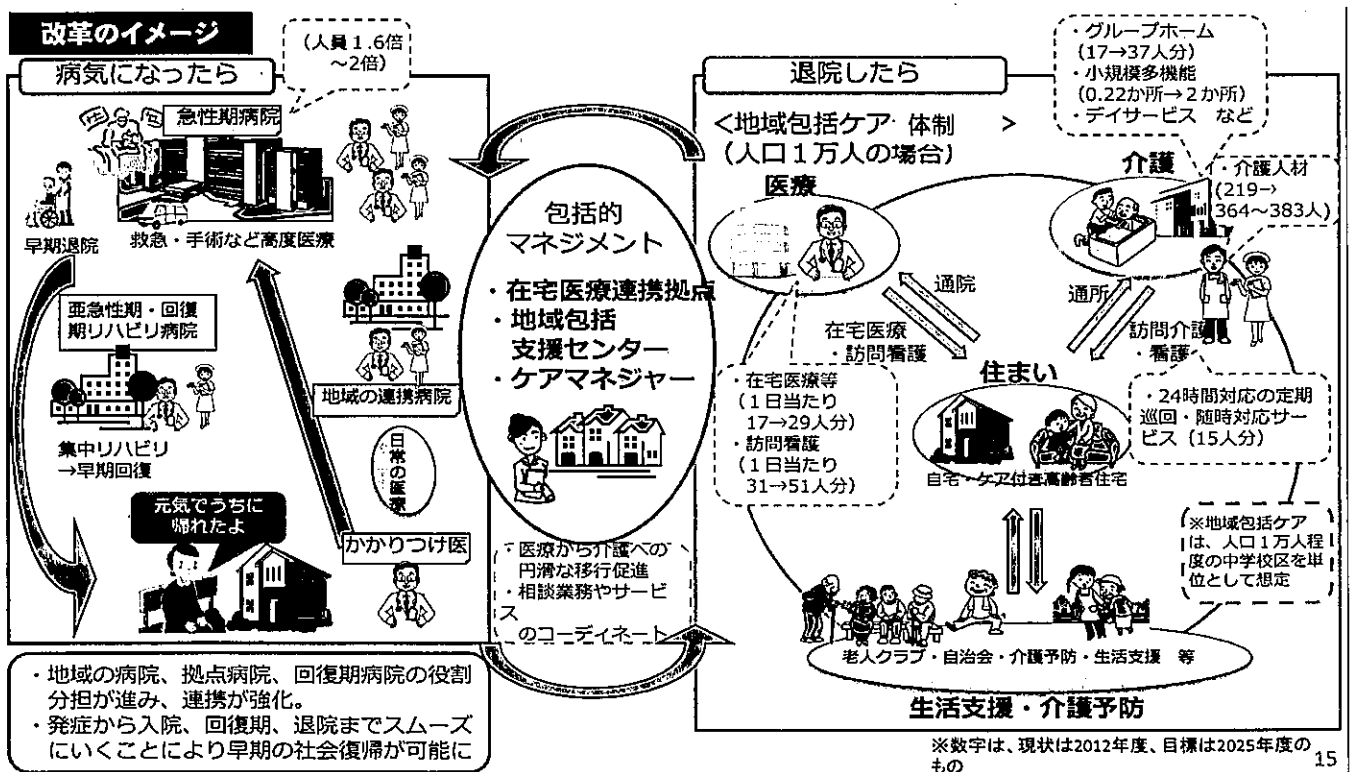 改革のイメージ
病気になったら
(人員1.6倍
～2倍)
急性期病院
早期退院
救急・手術など高度医療
亜急性期・回復
期リハビリ病院
集中リハビリ
→早期回復
地域の連携病院
日常の医療
元気でうちに
帰れたよ
かかりつけ医
・地域の病院、拠点病院、回復期病院の役割
分担が進み、連携が強化。
・発症から入院、回復期、退院までスムーズ
にいくことにより早期の社会復帰が可能に
包括的
マネジメント
・在宅医療連携拠点
・地域包括
支援センター
・ケアマネジャー
・医療から介護への
円滑な移行促進
・相談業務やサービ
ス
のコーディネート
退院したら
・グループホーム
(17→37人分)
・小規模多機能
(0.22か所→2か所)
・デイサービス など
＜地域包括ケア 体制 ＞
(人口1万人の場合)
医療
介護
・介護人材
(219→
364～383人)
通院
通所
在宅医療
・訪問看護
訪問介護
・看護
住まい
・在宅医療等
(1日当たり
17→29人分)
・訪問看護
(1日当たり
31→51人分)
・24時間対応の定期
巡回・随時対応サー
ビス(15人分)
自宅・ケア付き高齢者住宅
※地域包括ケア
は、人口1万人程
度の中学校区を単
位として想定
老人クラブ・自治会・介護予防・生活支援 等
生活支援・介護予防
※数字は、現状は2012年度、目標は2025年度の
もの
15